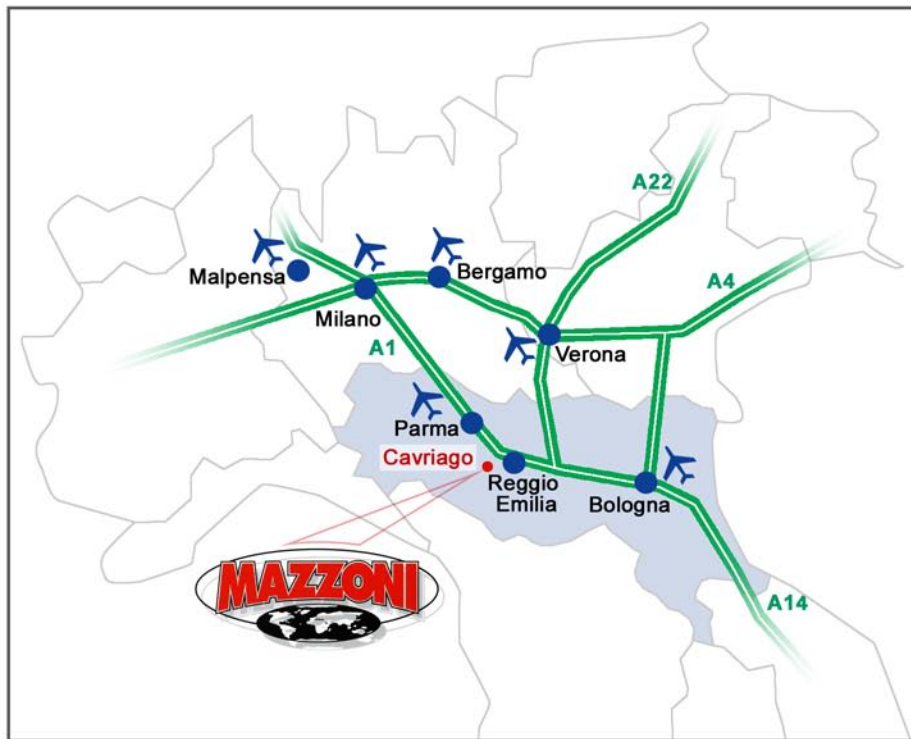 A22
Malpensa
Bergamo
A4
Milano
A1
Verona
Parma
Cavriago
Reggio
Emilia
Bologna
MAZZONI
A14